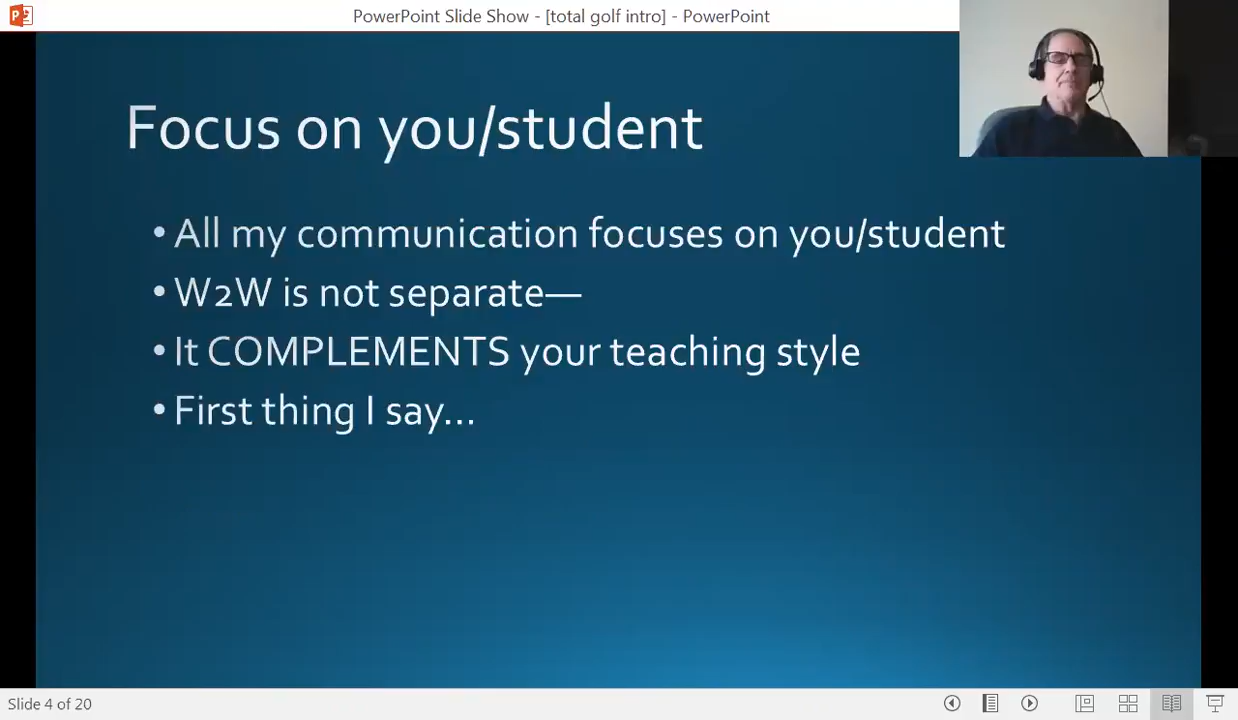 PowerPoint Slide Show - [total golf intro] - PowerPoint
Focus on you/student
• All my communication focuses on you/student
• W2W is not separate—
• It COMPLEMENTS your teaching style
• First thing I say...
Slide 4 of 20